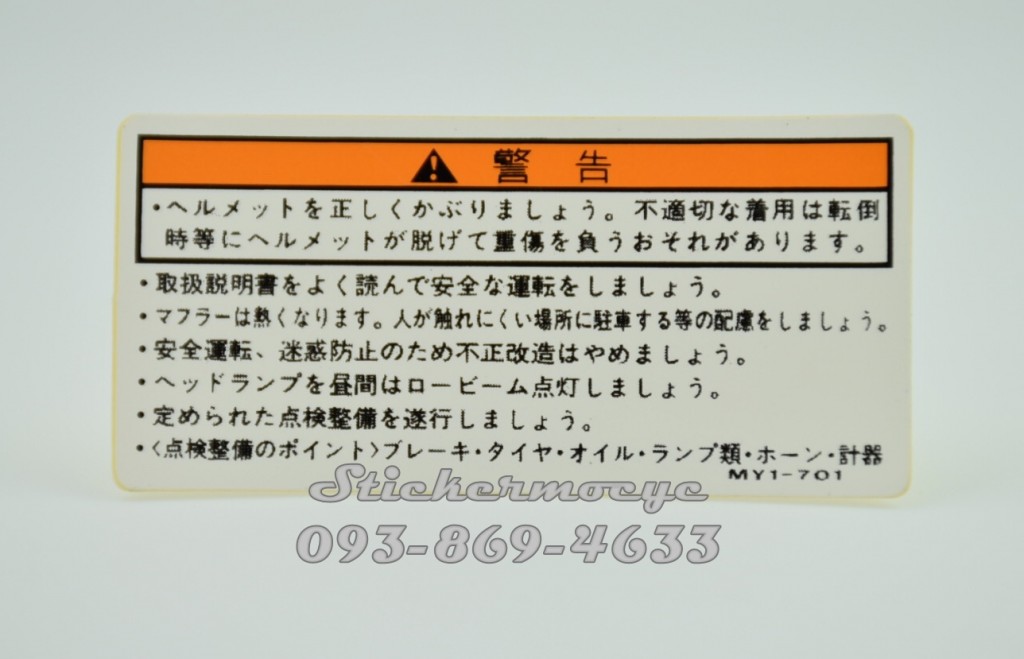 警告
・ヘルメットを正しくかぶりましょう。不適切な着用は転倒
時等にヘルメットが脱げて重傷を負うおそれがあります。
・取扱説明書をよく読んで安全な運転をしましょう。
・マフラーは熱くなります。人が触れにくい場所に駐車する等の配慮をしましょう。
・安全運転、迷惑防止のため不正改造はやめましょう。
・ヘッドランプを昼間はロービーム点灯しましょう。
・定められた点検整備を遂行しましょう。
・〈点検整備のポイント〉ブレーキ・タイヤ・オイル・ランプ類・ホーン・計器
MY1-701
Stickermocyc
093-869-4633